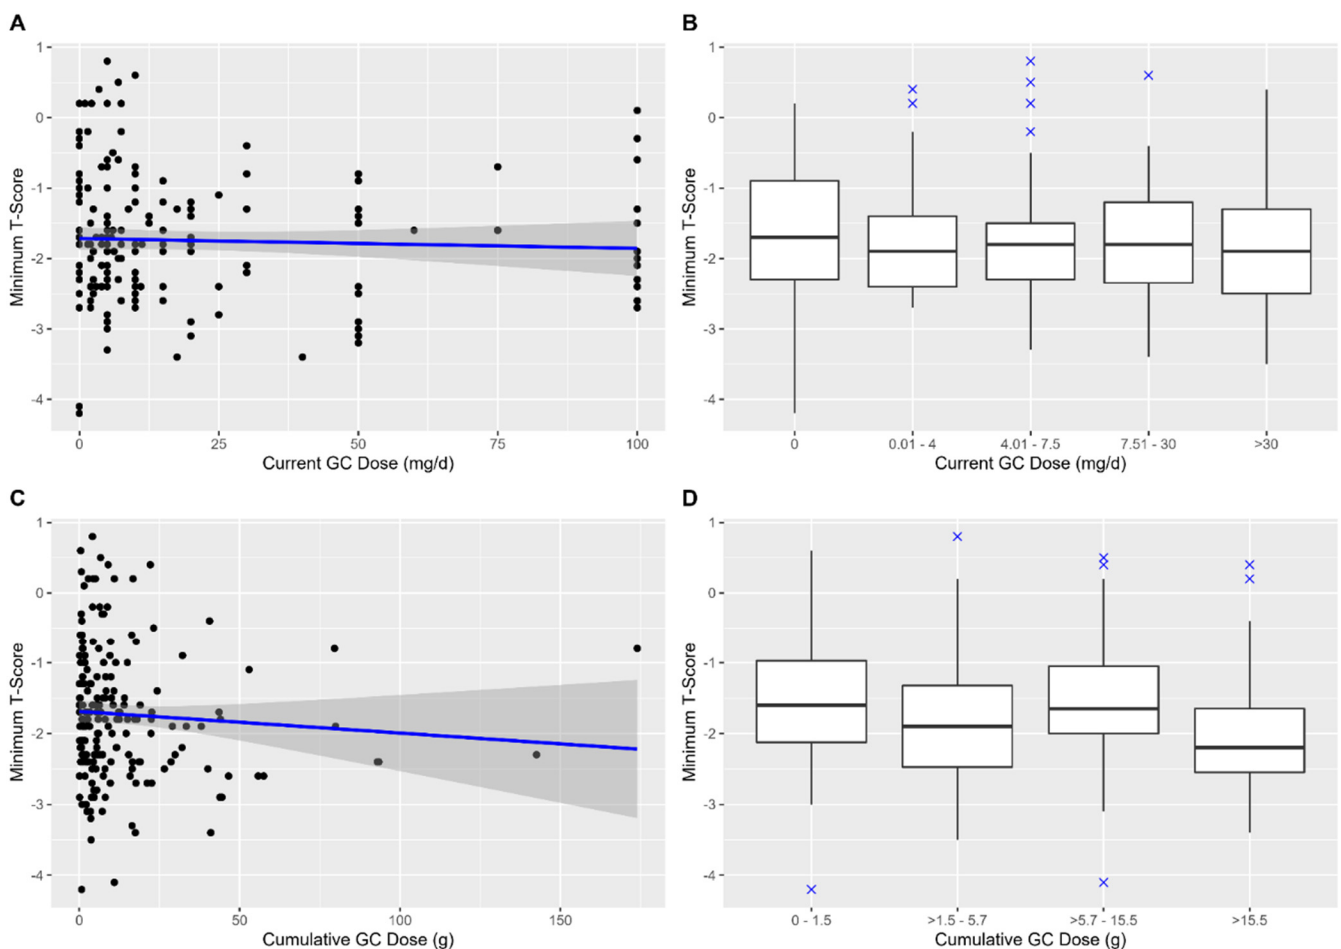 A
B
1
0
-1
-2
-3
-4
Minimum T-Score
0
25
50
75
100
Current GC Dose (mg/d)
1
0
-1
-2
-3
-4
Minimum T-Score
0
0.01 - 4
4.01 - 7.5
7.51 - 30
>30
Current GC Dose (mg/d)
C
D
1
0
-1
-2
-3
-4
Minimum T-Score
0
50
100
150
Cumulative GC Dose (g)
1
0
-1
-2
-3
-4
Minimum T-Score
0 - 1.5
>1.5 - 5.7
>5.7 - 15.5
>15.5
Cumulative GC Dose (g)